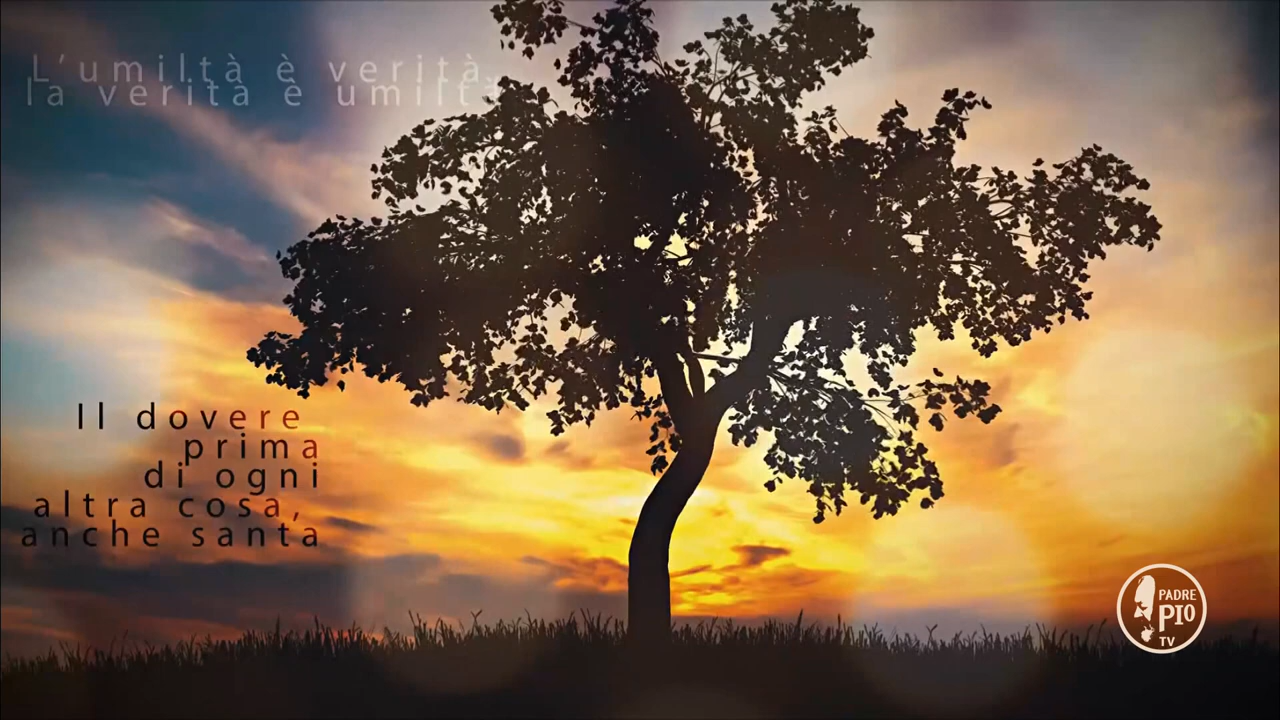 L'umiltà è verità,
la verità è umiltà
Il dovere
prima
di ogni
altra cosa,
anche santa
PADRE
PIO
TV